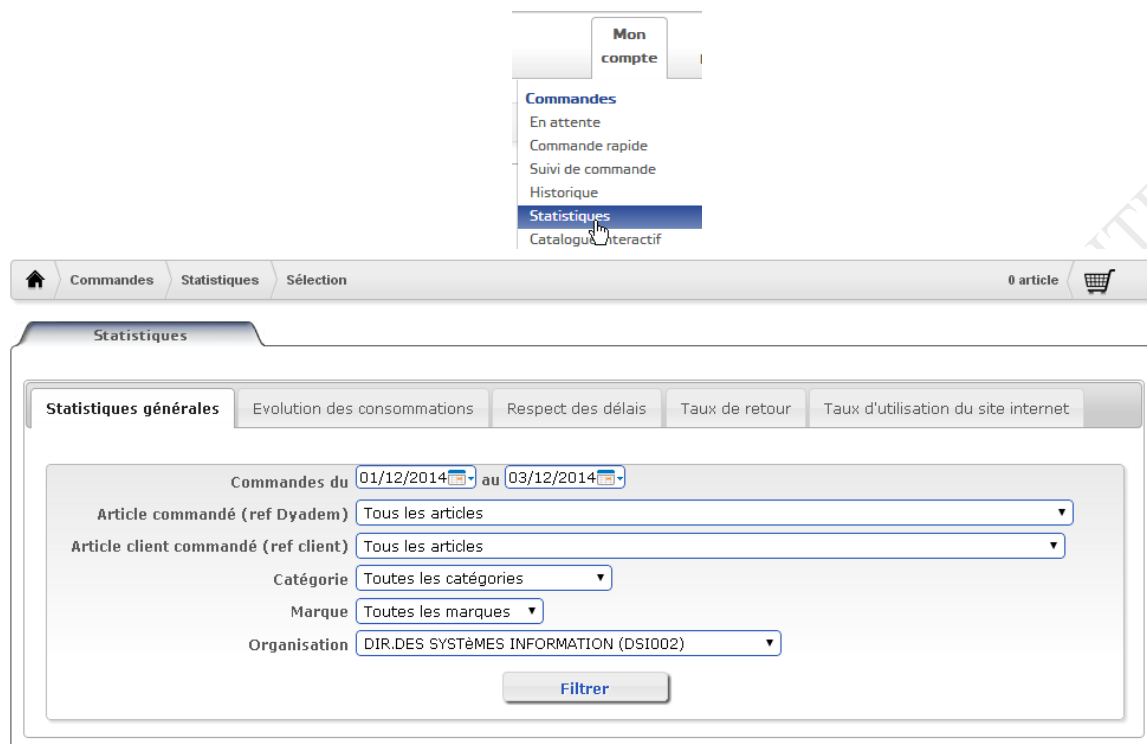 Mon
compte
Commandes
En attente
Commande rapide
Suivi de commande
Historique
Statistiques
Catalogue interactif
Commandes Statistiques Sélection 0 article
Statistiques
Statistiques générales Evolution des consommations Respect des délais Taux de retour Taux d'utilisation du site internet
Commandes du 01/12/2014 au 03/12/2014
Article commandé (ref Dyadem) Tous les articles
Article client commandé (ref client) Tous les articles
Catégorie Toutes les catégories
Marque Toutes les marques
Organisation DIR.DES SYSTèMES INFORMATION (DSI002)
Filtrer